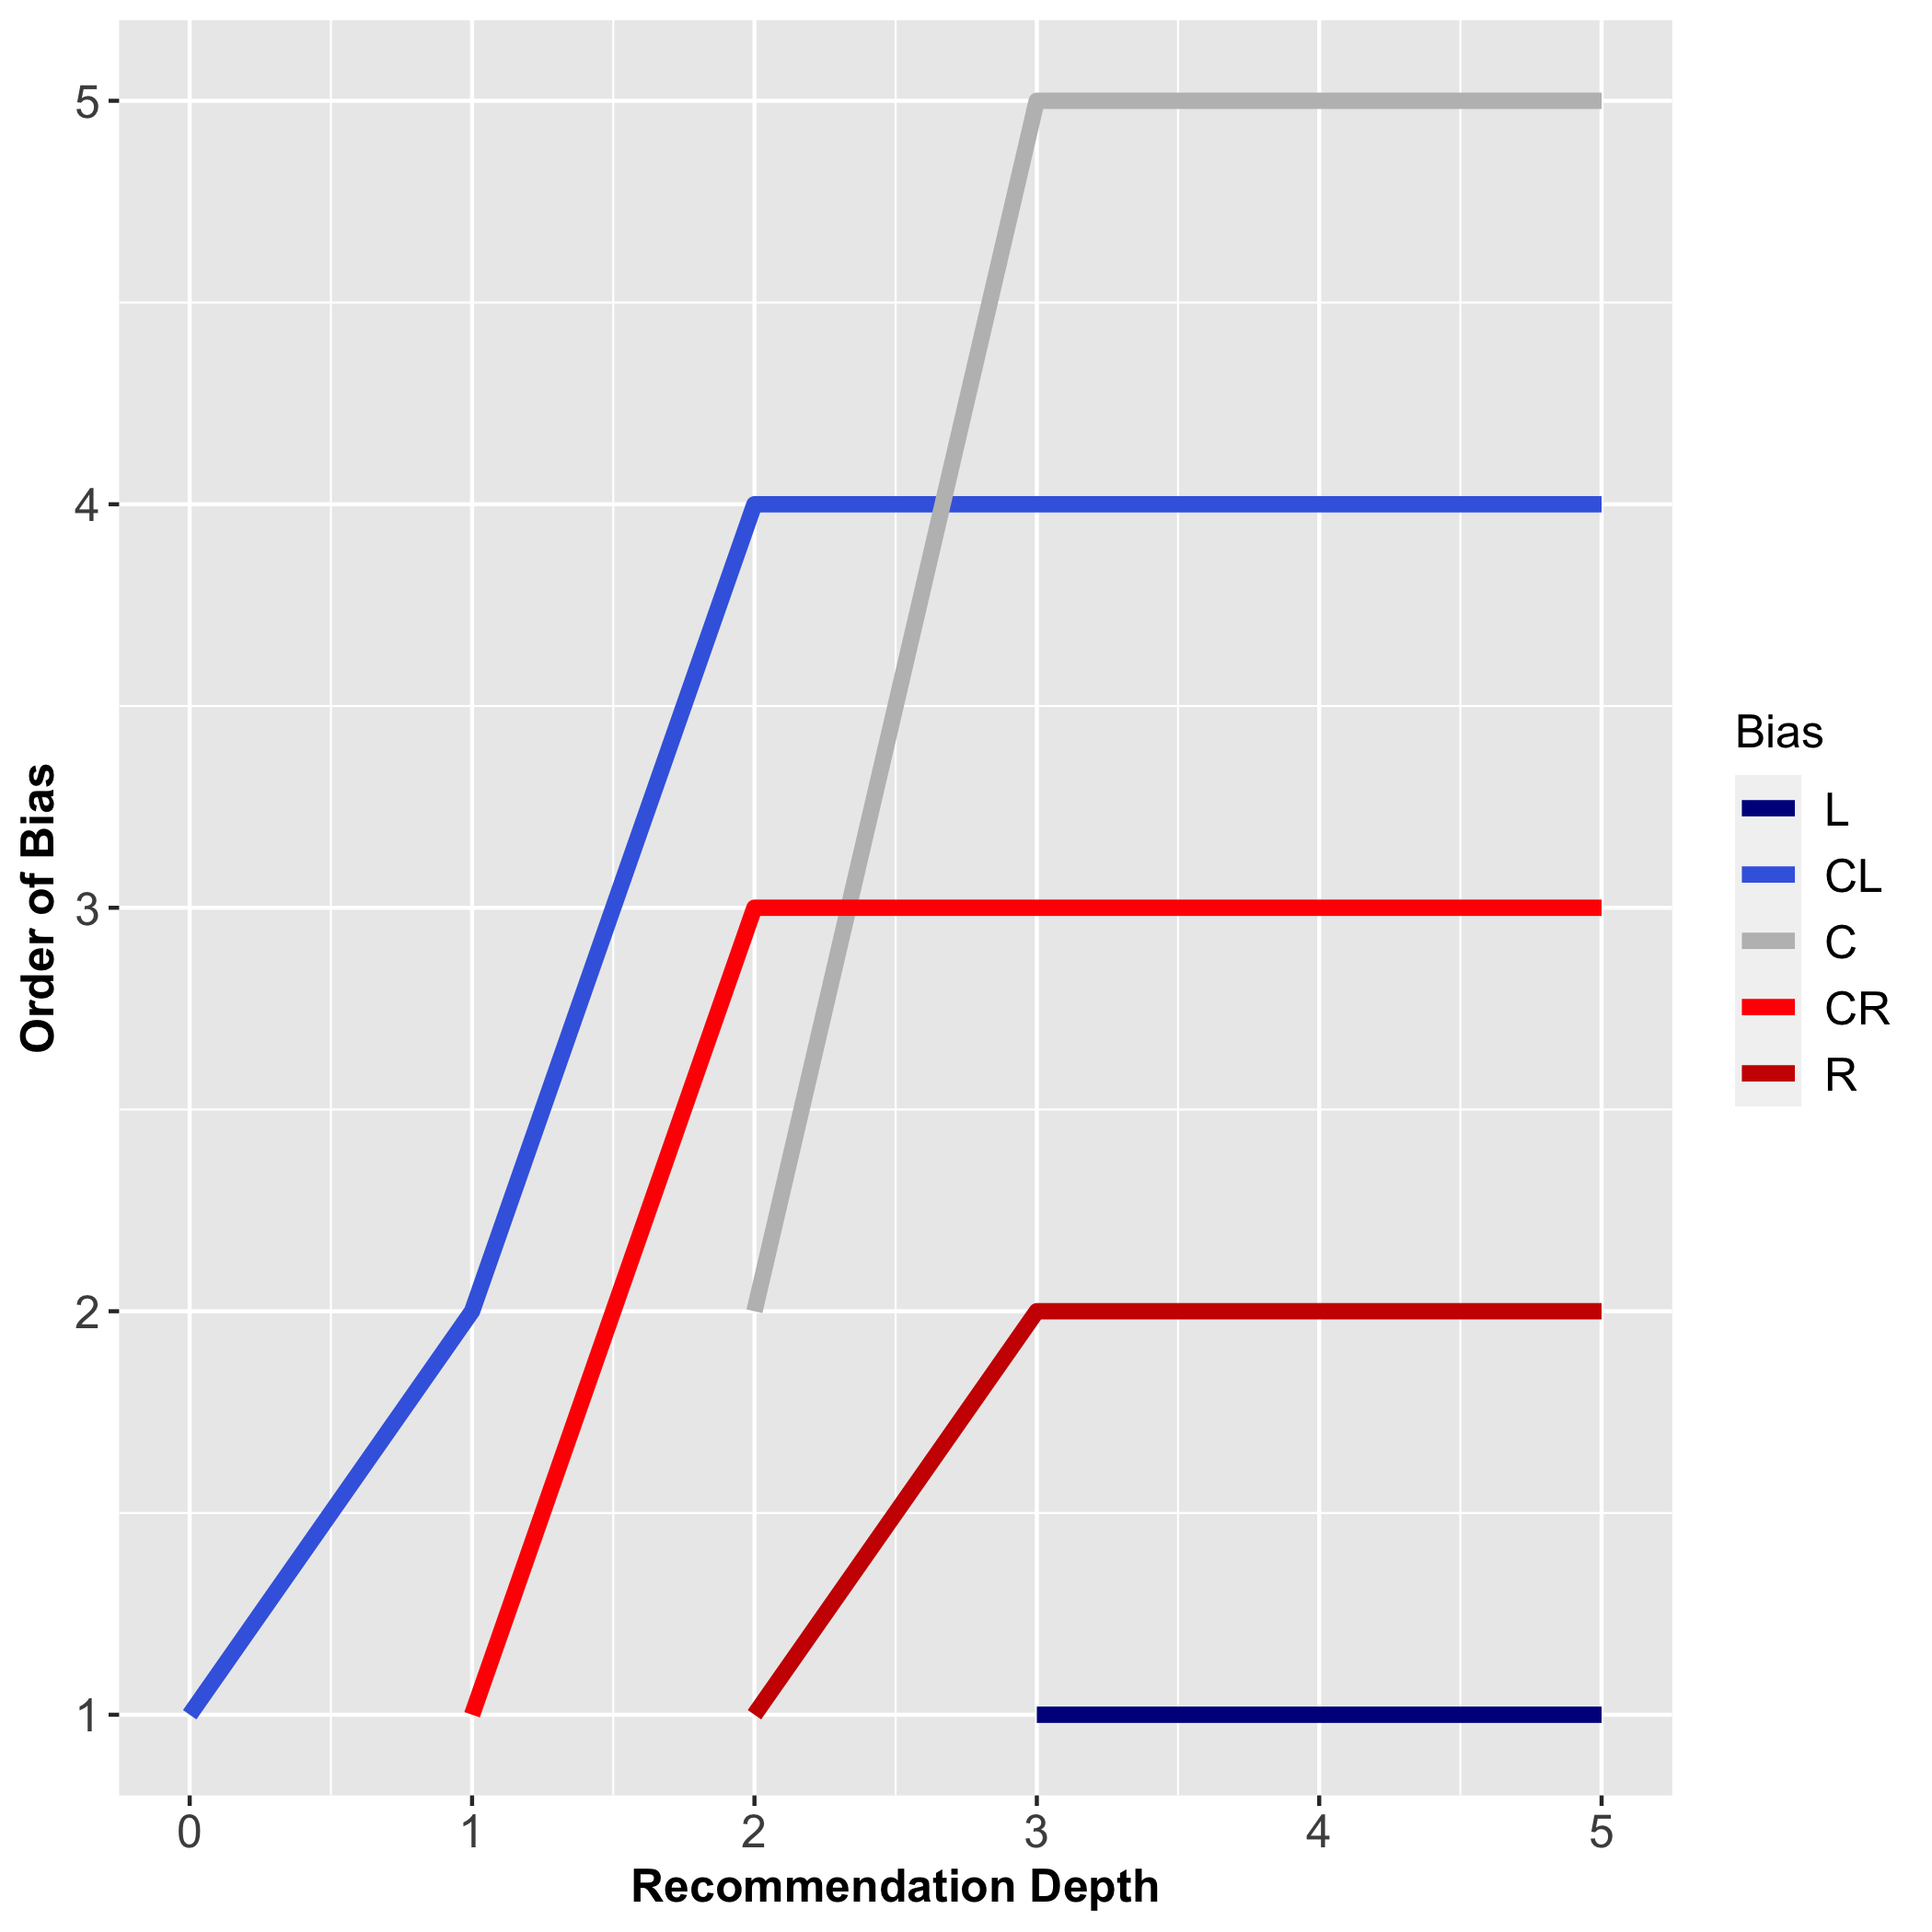 5
4
3
2
1
Order of Bias
0 1 2 3 4 5
Recommendation Depth
Bias
L
CL
C
CR
R